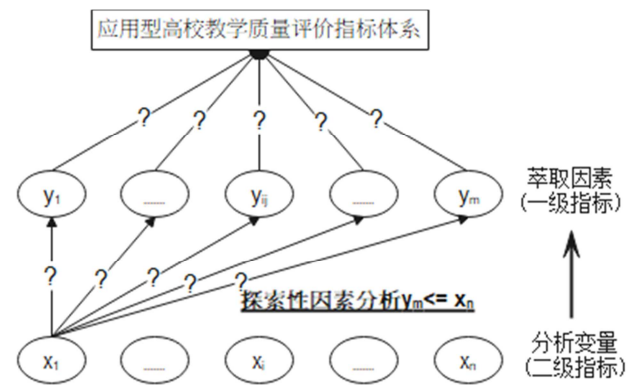 应用型高校教学质量评价指标体系
? ? ? ? ?
y1 ........ yij ........ ym
萃取因素
(一级指标)
? ? ? ? ?
探索性因素分析ym<= xn
x1 ........ xi ........ xn
分析变量
(二级指标)